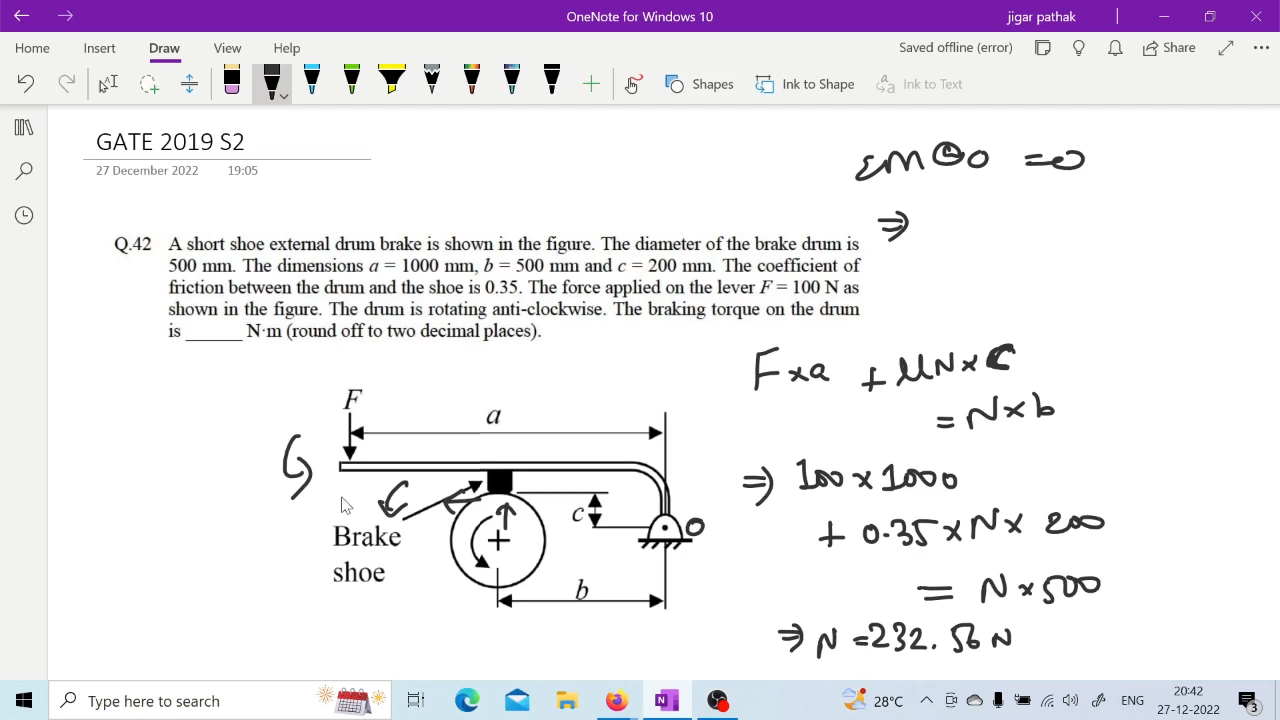 OneNote for Windows 10
jigar pathak
Home Insert Draw View Help
Saved offline (error)
Share
Shapes
Ink to Shape
Ink to Text
GATE 2019 S2
27 December 2022 19:05
Q.42 A short shoe external drum brake is shown in the figure. The diameter of the brake drum is
500 mm. The dimensions a = 1000 mm, b = 500 mm and c = 200 mm. The coefficient of
friction between the drum and the shoe is 0.35. The force applied on the lever F = 100 N as
shown in the figure. The drum is rotating anti-clockwise. The braking torque on the drum
is ______ N·m (round off to two decimal places).
F
a
c
O
Brake
shoe
b
ΣM @ O = 0
⇒
F×a + μN×C
= N×b
⇒ 100×1000
+ 0.35×N×200
= N×500
⇒ N = 232.56 N
Type here to search
28°C
ENG
20:42
27-12-2022
3